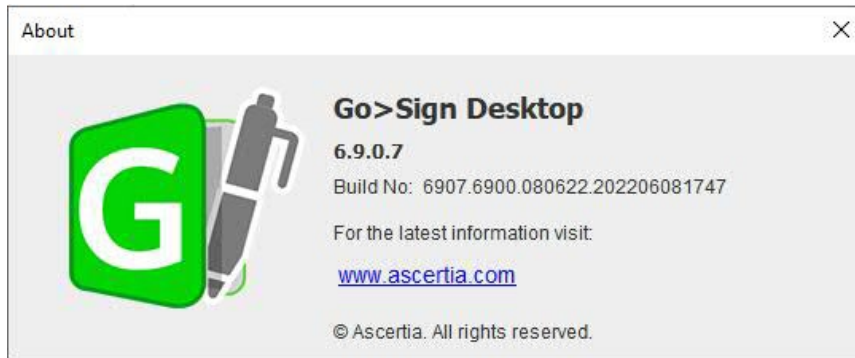 About
G
Go>Sign Desktop
6.9.0.7
Build No: 6907.6900.080622.202206081747
For the latest information visit:
www.ascertia.com
© Ascertia. All rights reserved.